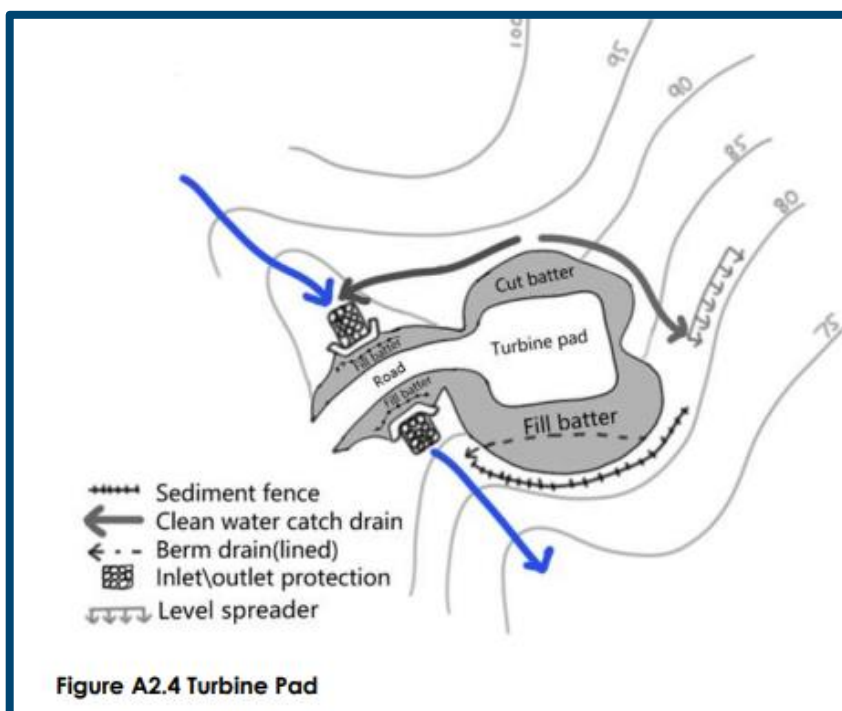 100
95
90
85
80
75
Cut batter
Turbine pad
Fill batter
Road
Fill batter
Fill batter
Sediment fence
Clean water catch drain
Berm drain(lined)
Inlet\outlet protection
Level spreader
Figure A2.4 Turbine Pad